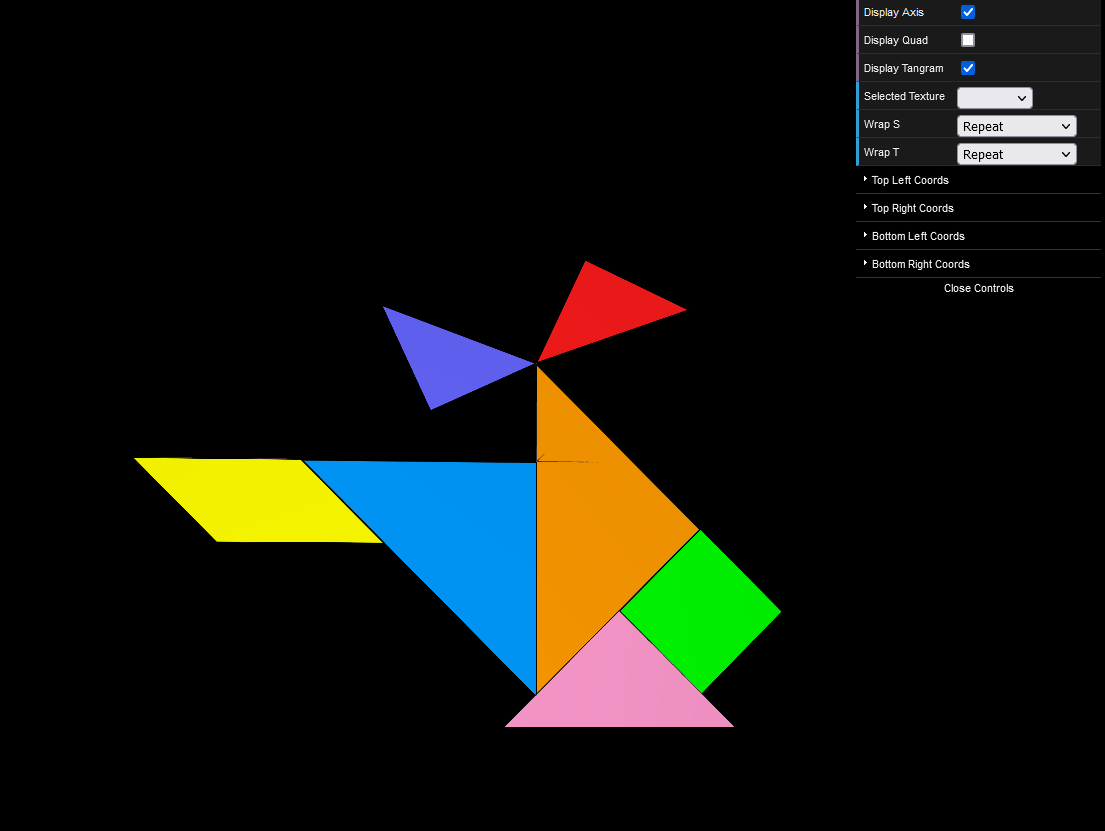 Display Axis
Display Quad
Display Tangram
Selected Texture
Wrap S Repeat
Wrap T Repeat
Top Left Coords
Top Right Coords
Bottom Left Coords
Bottom Right Coords
Close Controls